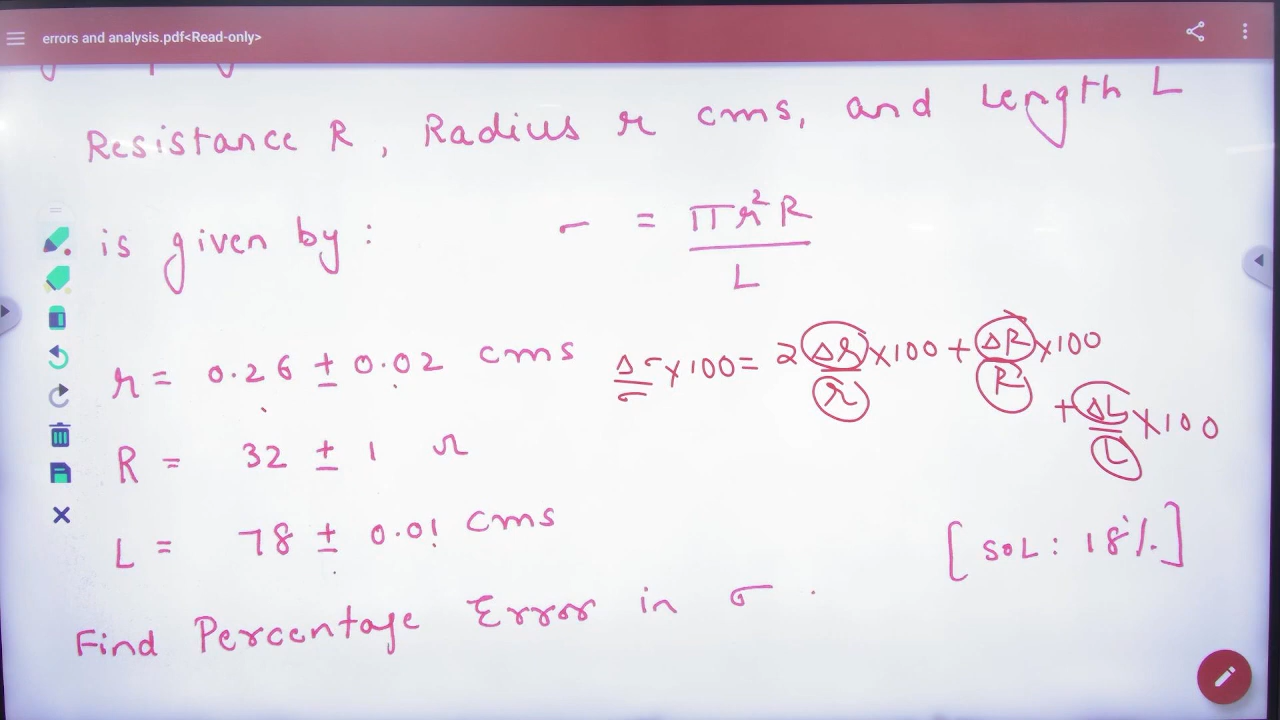 errors and analysis.pdf<Read-only>
Resistance R, Radius r cms, and Length L
is given by: σ = πr²R / L
r = 0.26 ± 0.02 cms
Δσ/σ ×100 = 2 Δr/r ×100 + ΔR/R ×100
+ ΔL/L ×100
R = 32 ± 1 Ω
L = 78 ± 0.01 cms
[SOL: 18%.]
Find Percentage Error in σ.